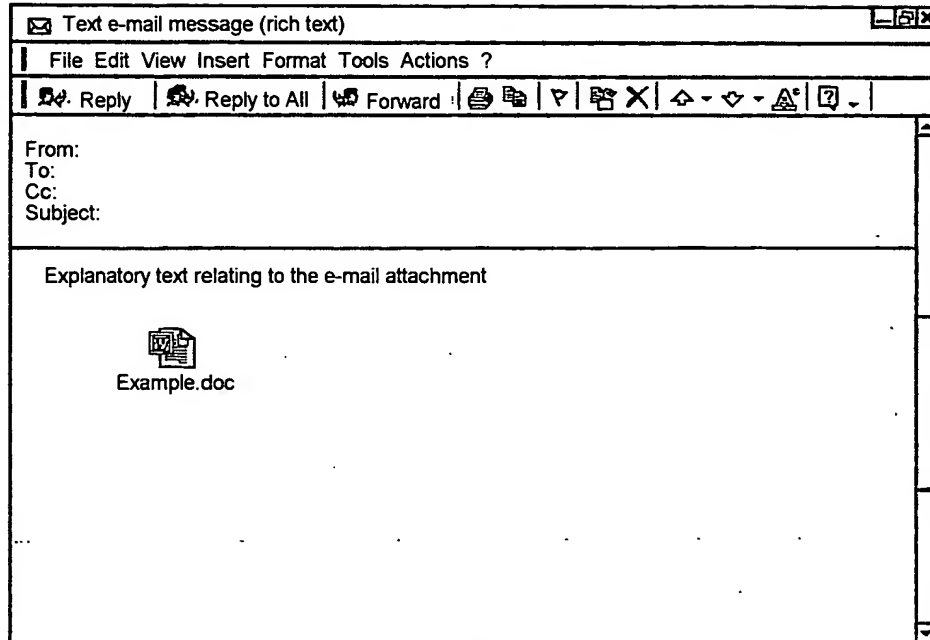 Text e-mail message (rich text)
File Edit View Insert Format Tools Actions ?
Reply Reply to All Forward
From:
To:
Cc:
Subject:
Explanatory text relating to the e-mail attachment
Example.doc